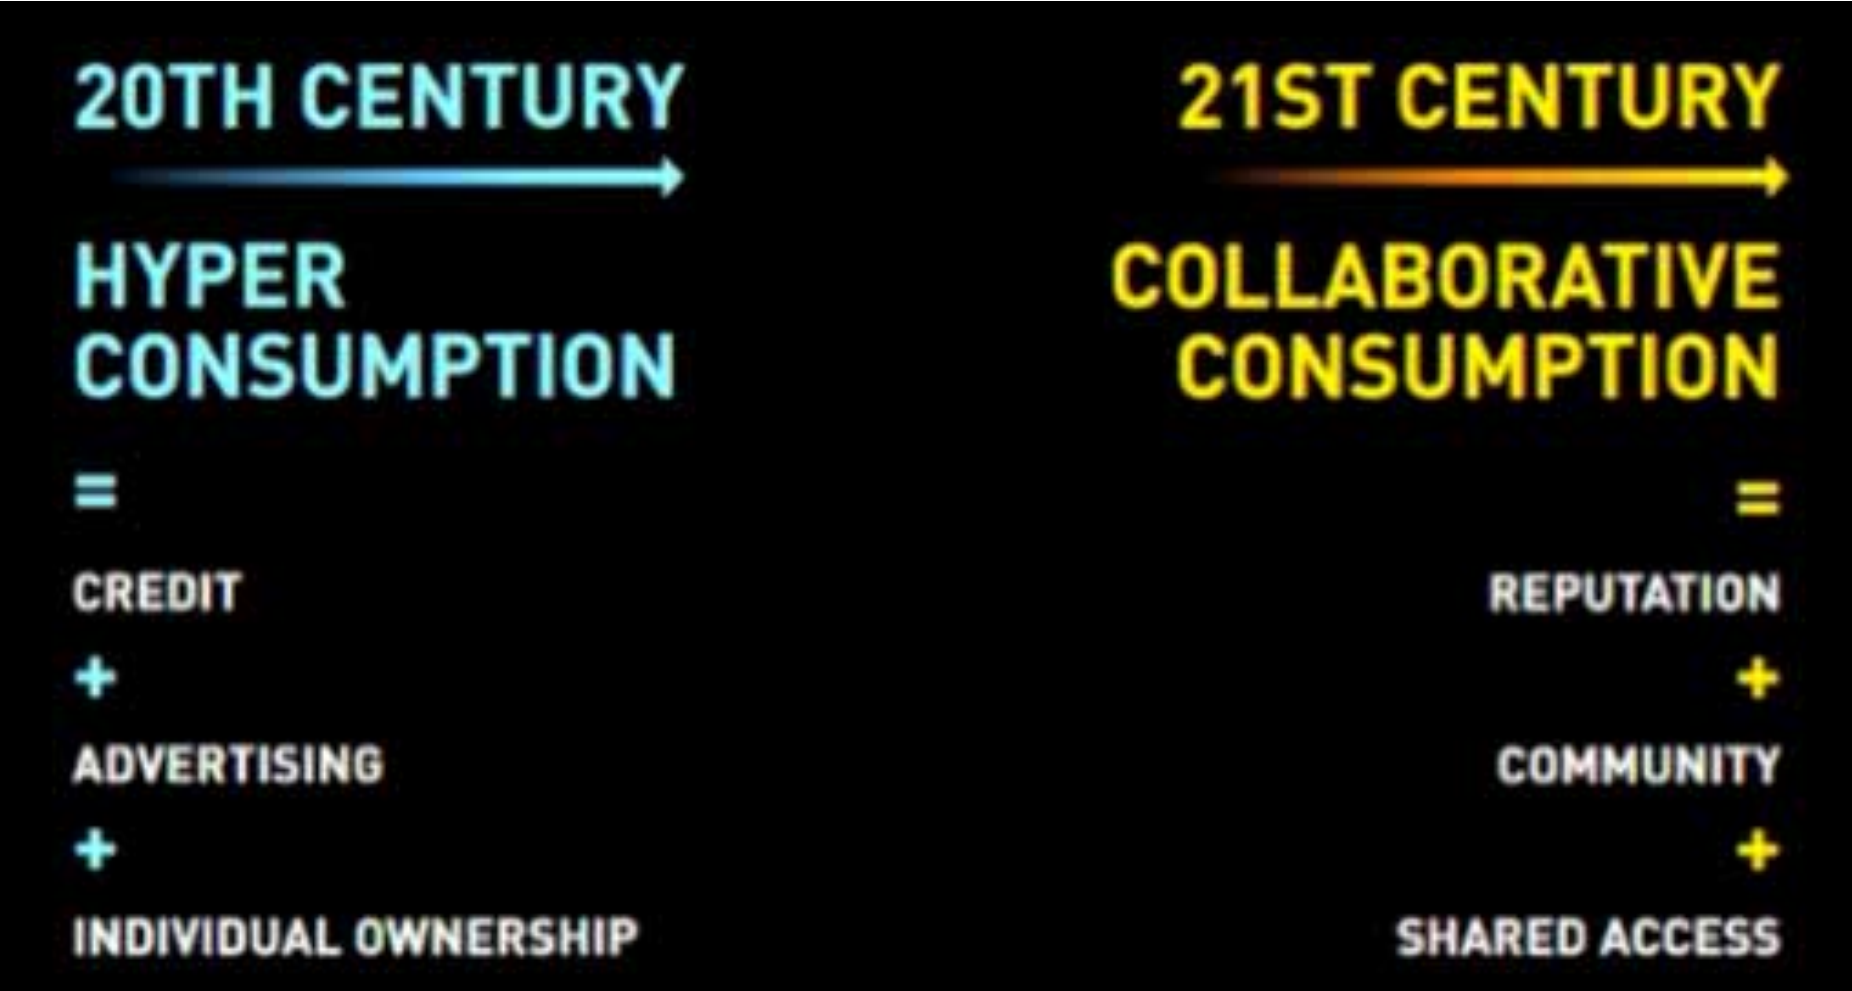 20TH CENTURY
HYPER
CONSUMPTION
=
CREDIT
+
ADVERTISING
+
INDIVIDUAL OWNERSHIP
21ST CENTURY
COLLABORATIVE
CONSUMPTION
=
REPUTATION
+
COMMUNITY
+
SHARED ACCESS